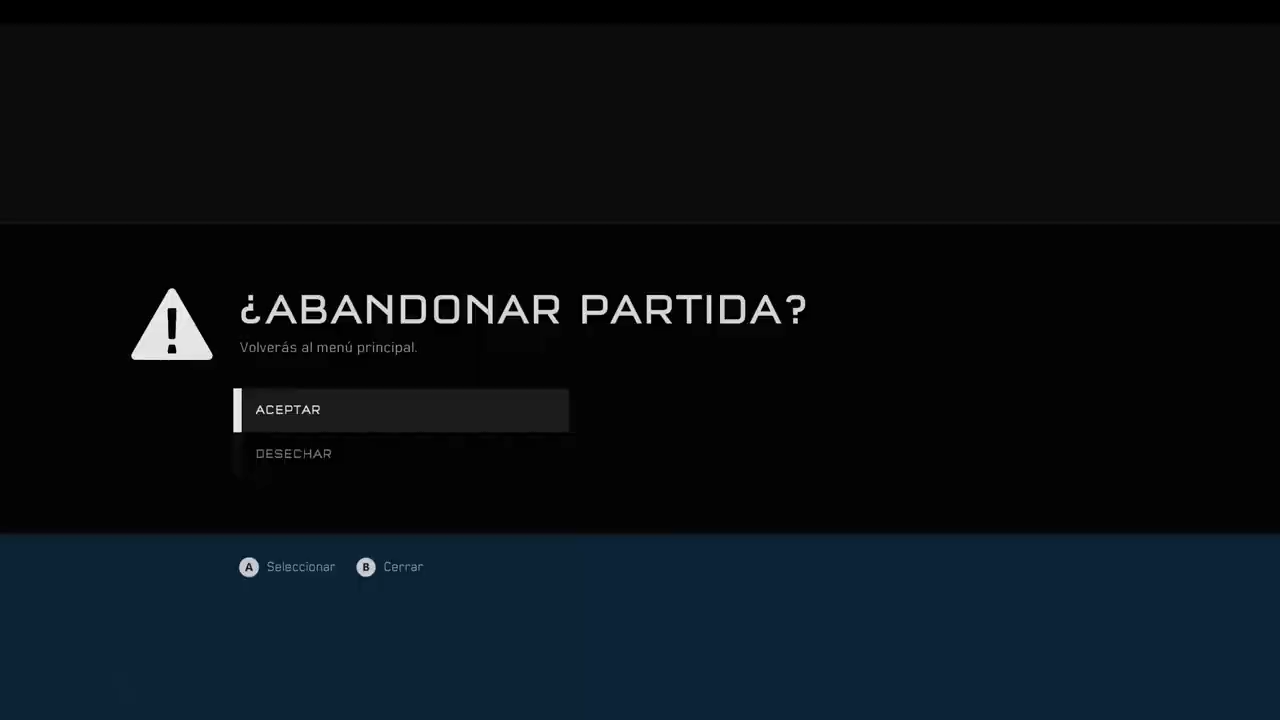 ¿ABANDONAR PARTIDA?
Volverás al menú principal.
ACEPTAR
DESECHAR
A Seleccionar B Cerrar